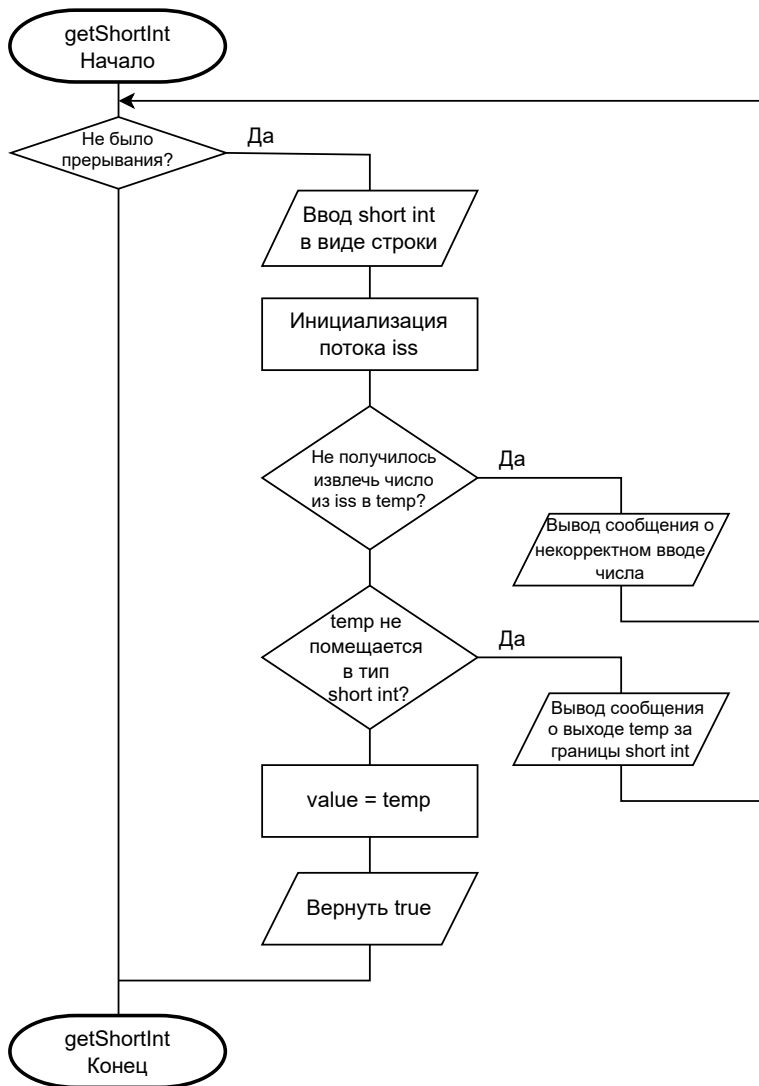 getShortInt
Начало
Не было
прерывания?
Да
Ввод short int
в виде строки
Инициализация
потока iss
Не получилось
извлечь число
из iss в temp?
Да
Вывод сообщения о
некорректном вводе
числа
temp не
помещается
в тип
short int?
Да
Вывод сообщения
о выходе temp за
границы short int
value = temp
Вернуть true
getShortInt
Конец